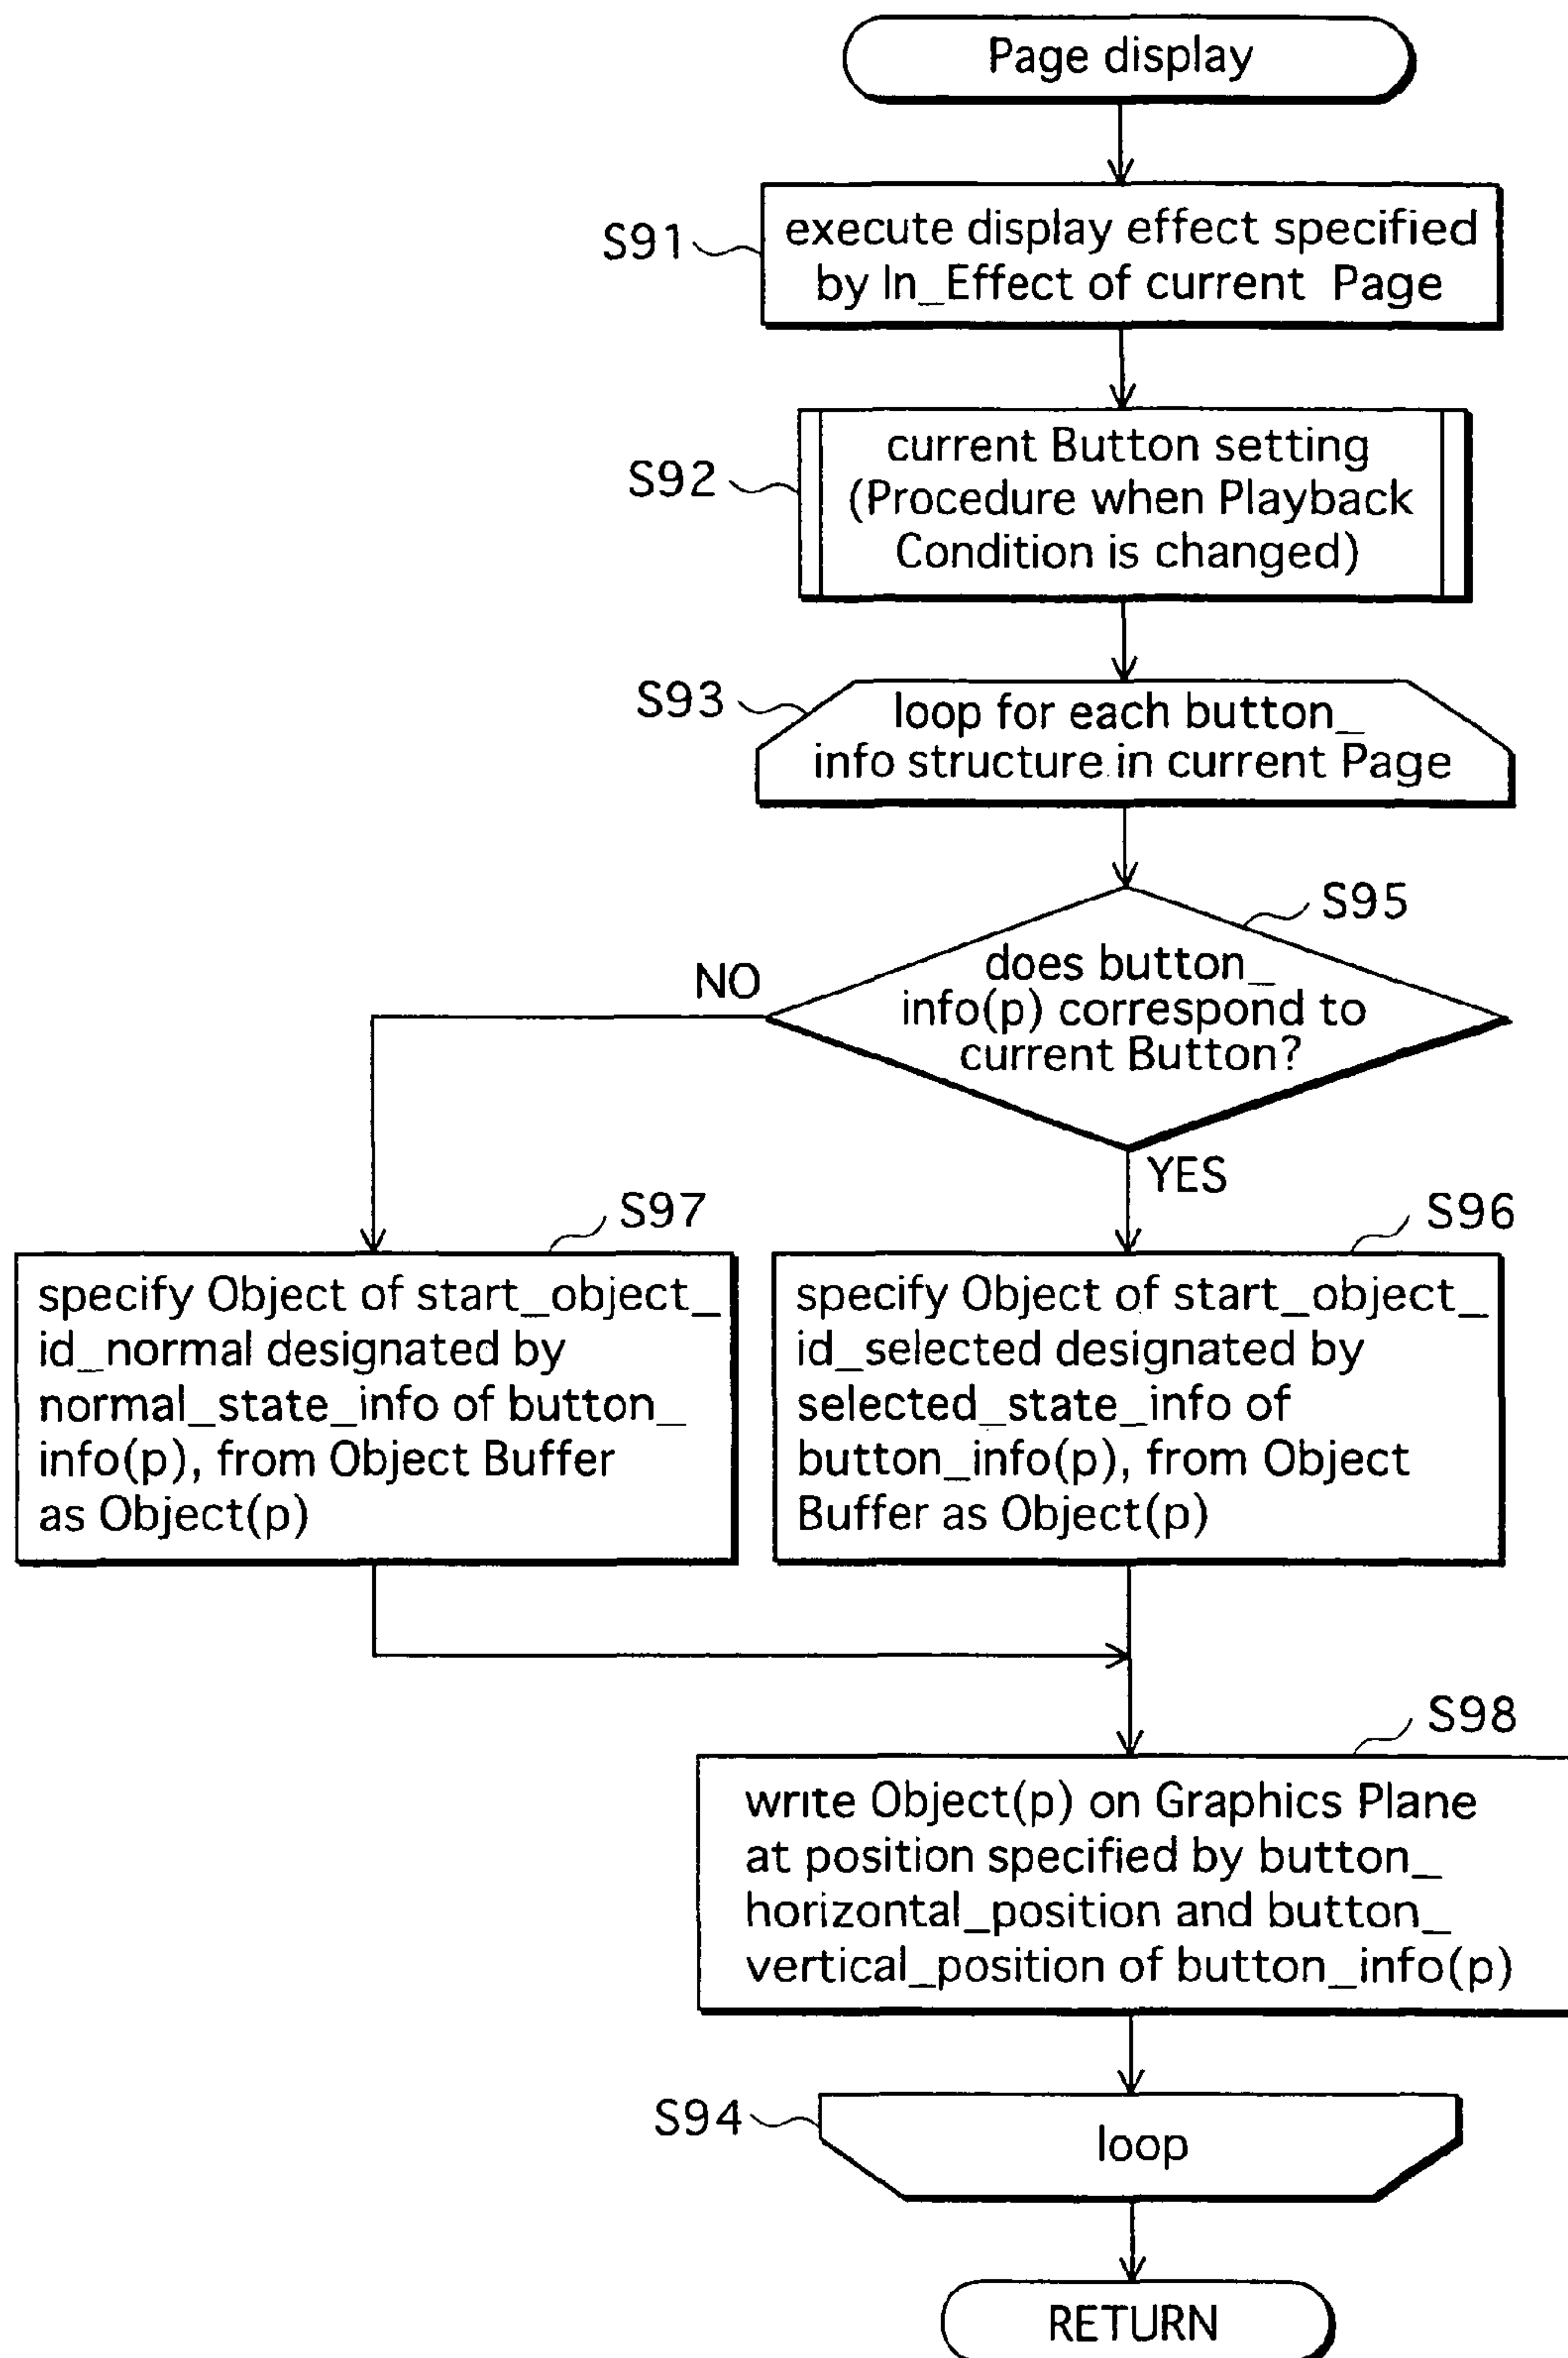 Page display
S91
execute display effect specified
by In_Effect of current Page
S92
current Button setting
(Procedure when Playback
Condition is changed)
S93
loop for each button_
info structure in current Page
S95
does button_
info(p) correspond to
current Button?
NO
YES
S97
specify Object of start_object_
id_normal designated by
normal_state_info of button_
info(p), from Object Buffer
as Object(p)
S96
specify Object of start_object_
id_selected designated by
selected_state_info of
button_info(p), from Object
Buffer as Object(p)
S98
write Object(p) on Graphics Plane
at position specified by button_
horizontal_position and button_
vertical_position of button_info(p)
S94
loop
RETURN